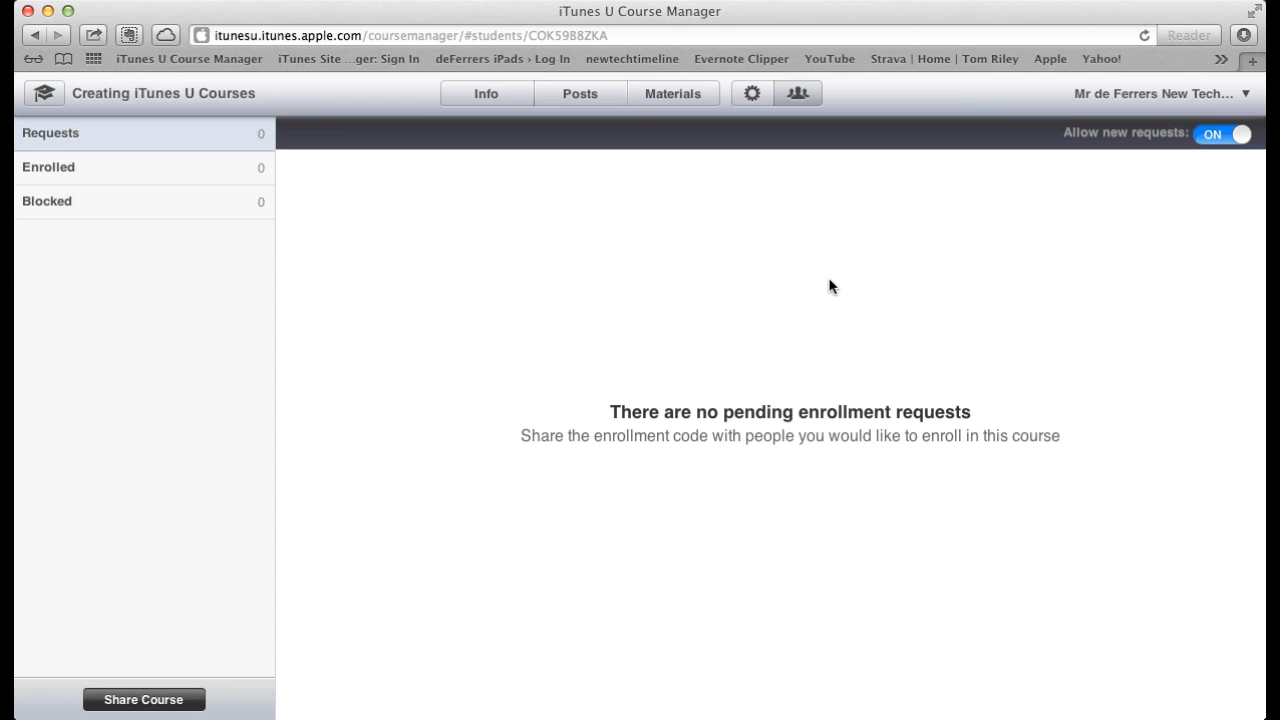 iTunes U Course Manager
itunesu.itunes.apple.com/coursemanager/#students/COK59B8ZKA
Reader
iTunes U Course Manager iTunes Site ...ger: Sign In deFerrers iPads › Log In newtechtimeline Evernote Clipper YouTube Strava | Home | Tom Riley Apple Yahoo! »
Creating iTunes U Courses Info Posts Materials Mr de Ferrers New Tech... ▼
Requests 0
Allow new requests: ON
Enrolled 0
Blocked 0
There are no pending enrollment requests
Share the enrollment code with people you would like to enroll in this course
Share Course